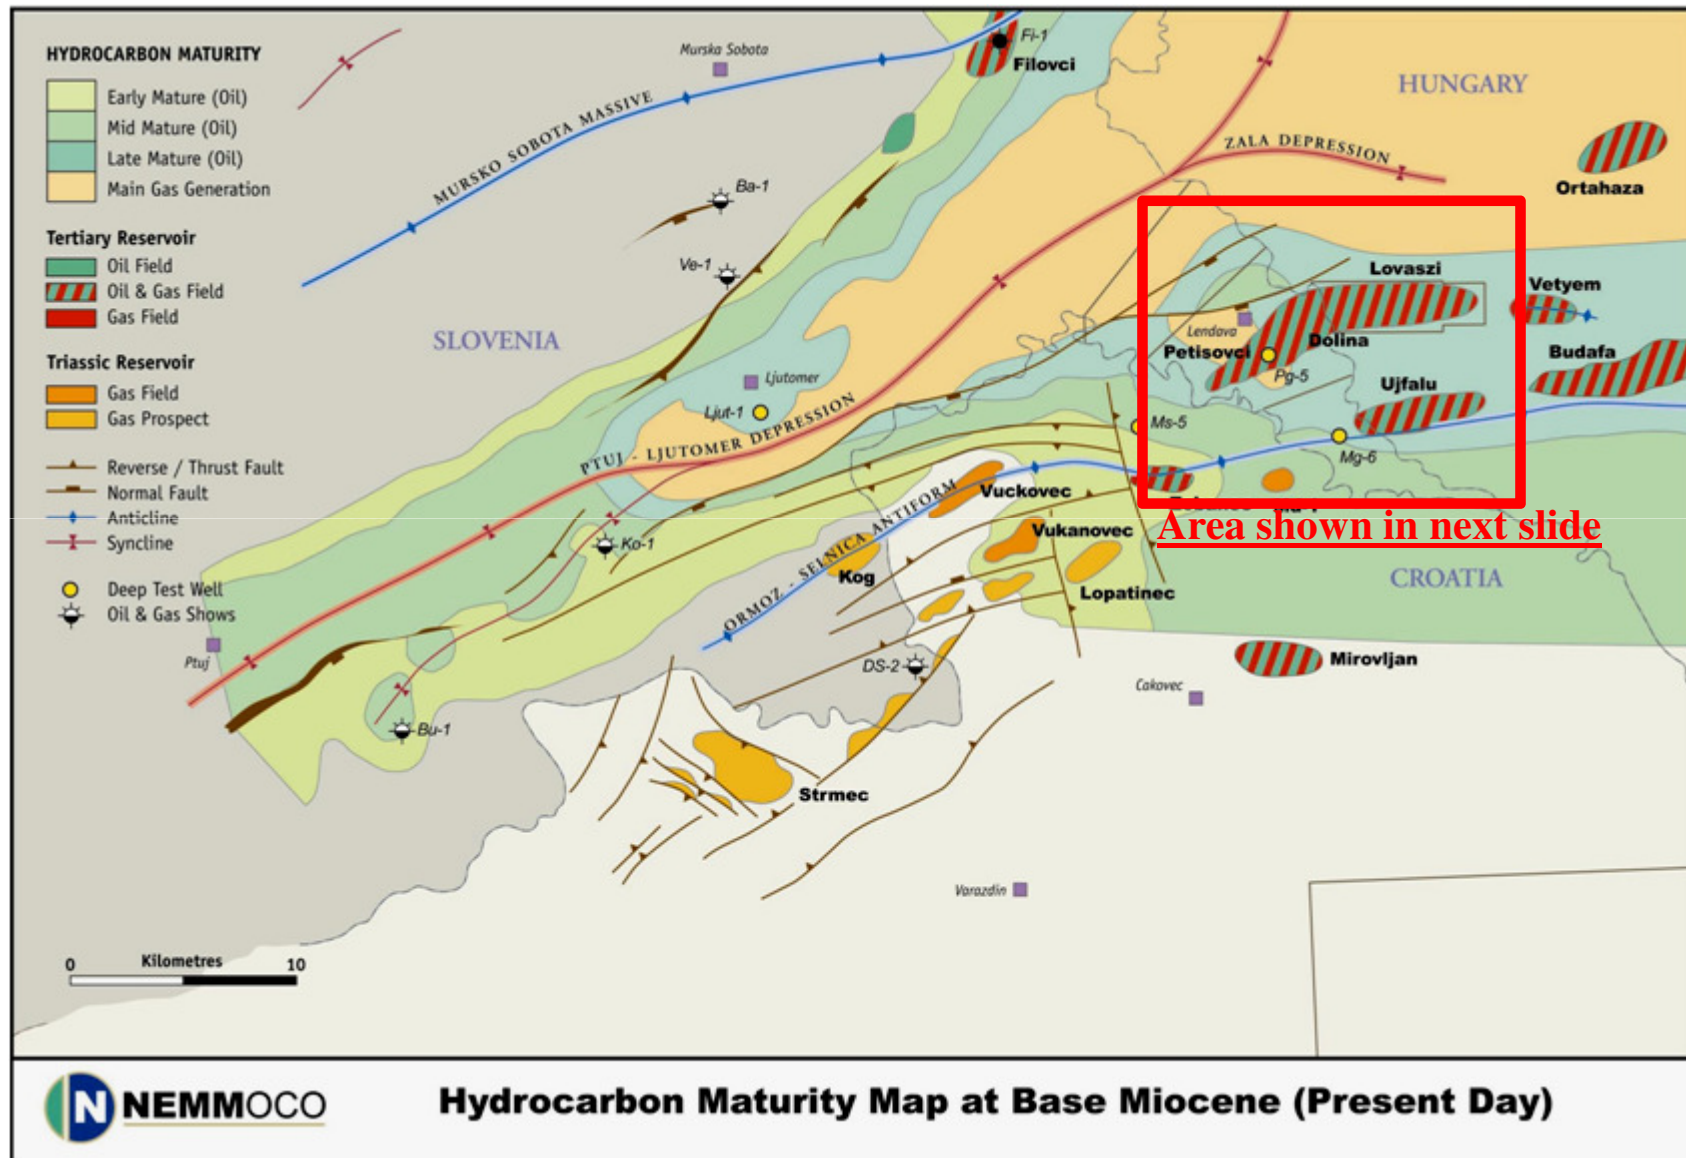 HYDROCARBON MATURITY
Early Mature (Oil)
Mid Mature (Oil)
Late Mature (Oil)
Main Gas Generation
Tertiary Reservoir
Oil Field
Oil & Gas Field
Gas Field
Triassic Reservoir
Gas Field
Gas Prospect
Reverse / Thrust Fault
Normal Fault
Anticline
Syncline
Deep Test Well
Oil & Gas Shows
Murska Sobota
MURSKO SOBOTA MASSIVE
Fi-1
Filovci
HUNGARY
ZALA DEPRESSION
Ortahaza
Ba-1
Ve-1
SLOVENIA
Lovaszi
Vetyem
Lendava
Dolina
Petisovci
Pg-5
Budafa
Ujfalu
Ljutomer
Ljut-1
PTUJ - LJUTOMER DEPRESSION
Ms-5
Mg-6
Vuckovec
Area shown in next slide
Vukanovec
Ko-1
Kog
ORMOZ - SELNICA ANTIFORM
Lopatinec
CROATIA
Ptuj
DS-2
Mirovljan
Cakovec
Bu-1
Strmec
Varazdin
0 Kilometres 10
N NEMMOCO
Hydrocarbon Maturity Map at Base Miocene (Present Day)